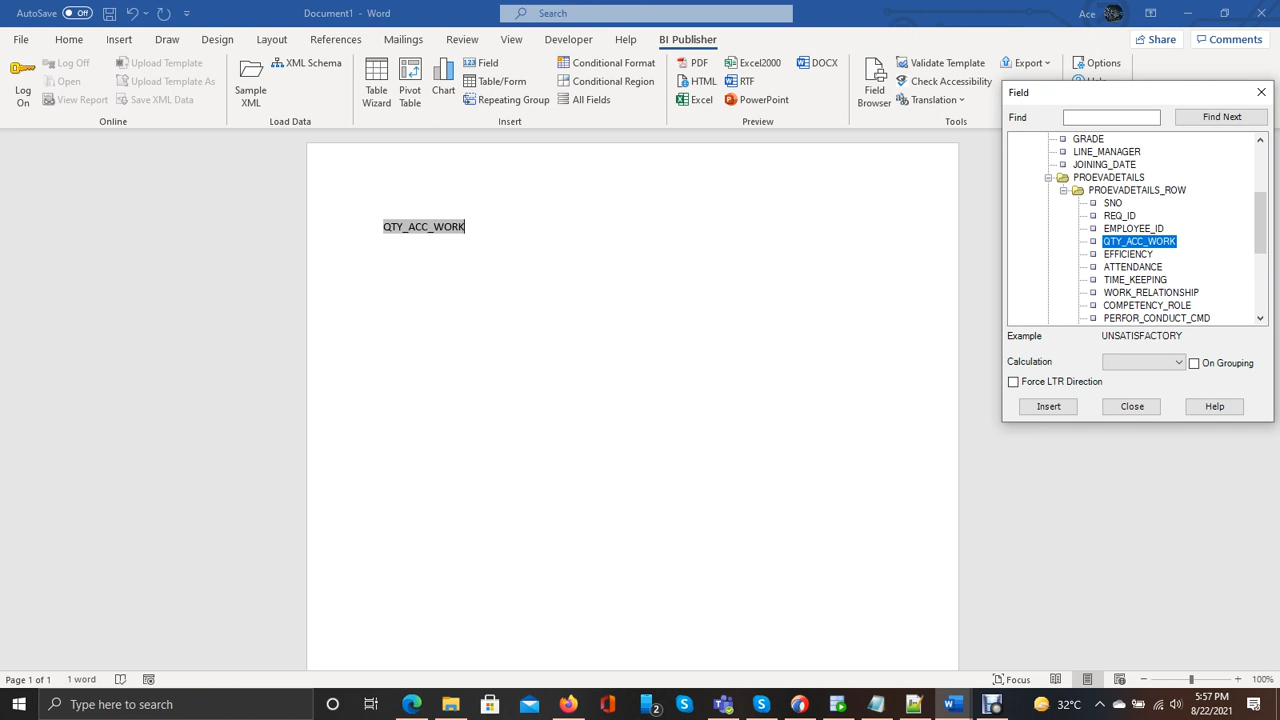 AutoSave Off Document1 - Word Search Ace
File Home Insert Draw Design Layout References Mailings Review View Developer Help BI Publisher Share Comments
Log On
Log Off
Open
View Report
Upload Template
Upload Template As
Save XML Data
Online
Sample XML
XML Schema
Load Data
Table Wizard
Pivot Table
Chart
Field
Table/Form
Repeating Group
Conditional Format
Conditional Region
All Fields
Insert
PDF Excel2000 DOCX
HTML RTF
Excel PowerPoint
Preview
Field Browser
Validate Template Export
Check Accessibility
Translation
Tools
Options
Field
Find Find Next
GRADE
LINE_MANAGER
JOINING_DATE
PROEVADETAILS
PROEVADETAILS_ROW
SNO
REQ_ID
EMPLOYEE_ID
QTY_ACC_WORK
EFFICIENCY
ATTENDANCE
TIME_KEEPING
WORK_RELATIONSHIP
COMPETENCY_ROLE
PERFOR_CONDUCT_CMD
Example UNSATISFACTORY
Calculation On Grouping
Force LTR Direction
Insert Close Help
QTY_ACC_WORK
Page 1 of 1 1 word Focus 100%
Type here to search 2 32°C 5:57 PM
8/22/2021